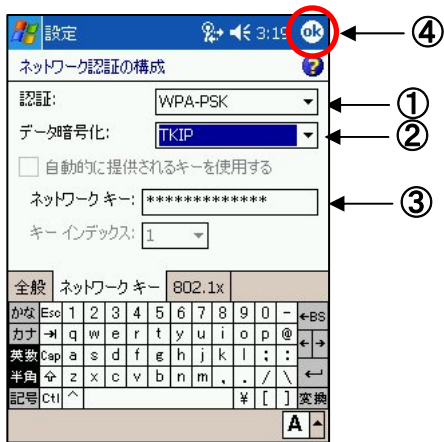 設定 3:19 ok ④
ネットワーク認証の構成 ?
認証: WPA-PSK ①
データ暗号化: TKIP ②
自動的に提供されるキーを使用する
ネットワーク キー: ************* ③
キー インデックス: 1
全般 ネットワーク キー 802.1x
かな Esc 1 2 3 4 5 6 7 8 9 0 - ←BS
カナ →| q w e r t y u i o p @ ← →
英数 Cap a s d f g h j k l ; :
半角 z x c v b n m , . / \ ↵
記号 Ctl ^ ¥ [ ] 変換
A